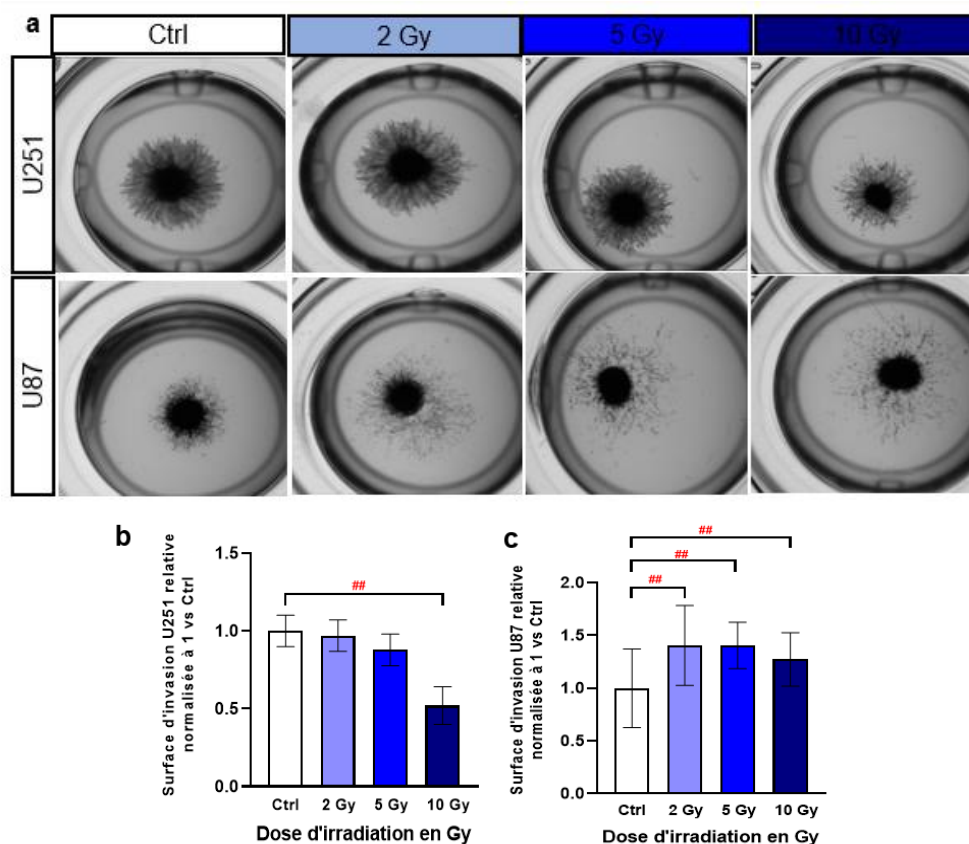 a
Ctrl
2 Gy
5 Gy
10 Gy
U251
U87
b
Surface d'invasion U251 relative
normalisée à 1 vs Ctrl
1.5
1.0
0.5
0.0
##
Ctrl
2 Gy
5 Gy
10 Gy
Dose d'irradiation en Gy
c
Surface d'invasion U87 relative
normalisée à 1 vs Ctrl
2.0
1.5
1.0
0.5
0.0
##
##
##
Ctrl
2 Gy
5 Gy
10 Gy
Dose d'irradiation en Gy